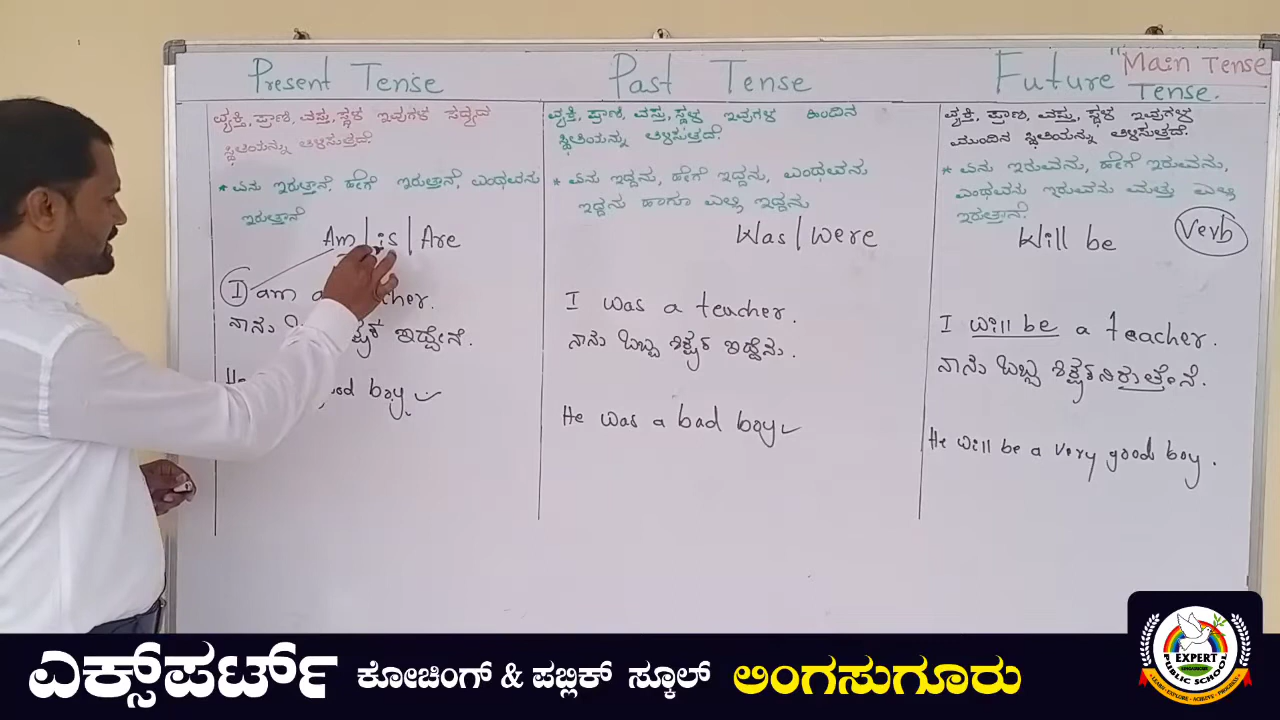 Present Tense
Past Tense
Future Tense.
"Main Tense
ವ್ಯಕ್ತಿ, ಪ್ರಾಣಿ, ವಸ್ತು, ಸ್ಥಳ ಇವುಗಳ ಸದ್ಯದ
ಸ್ಥಿತಿಯನ್ನು ತಿಳಿಸುತ್ತದೆ.
* ಏನು ಇರುತ್ತಾನೆ, ಹೇಗೆ ಇರುತ್ತಾನೆ, ಎಂಥವನು
ಇರುತ್ತಾನೆ
Am | is | Are
I am a
ನಾನು
good boy
ವ್ಯಕ್ತಿ, ಪ್ರಾಣಿ, ವಸ್ತು, ಸ್ಥಳ ಇವುಗಳ ಹಿಂದಿನ
ಸ್ಥಿತಿಯನ್ನು ತಿಳಿಸುತ್ತದೆ.
* ಏನು ಇದ್ದನು, ಹೇಗೆ ಇದ್ದನು, ಎಂಥವನು
ಇದ್ದನು ಹಾಗೂ ಎಲ್ಲಿ ಇದ್ದನು
Was | Were
I was a teacher.
ನಾನು ಒಬ್ಬ ಶಿಕ್ಷಕ ಇದ್ದೆನು.
He was a bad boy
ವ್ಯಕ್ತಿ, ಪ್ರಾಣಿ, ವಸ್ತು, ಸ್ಥಳ ಇವುಗಳ
ಮುಂದಿನ ಸ್ಥಿತಿಯನ್ನು ತಿಳಿಸುತ್ತದೆ.
* ಏನು ಇರುವನು, ಹೇಗೆ ಇರುವನು,
ಎಂಥವನು ಇರುವನು ಮತ್ತು ಎಲ್ಲಿ
ಇರುತ್ತಾನೆ.
Will be
Verb
I will be a teacher.
ನಾನು ಒಬ್ಬ ಶಿಕ್ಷಕನಿರುತ್ತೇನೆ.
He will be a very good boy.
ಎಕ್ಸ್‌ಪರ್ಟ್ ಕೋಚಿಂಗ್ & ಪಬ್ಲಿಕ್ ಸ್ಕೂಲ್ ಲಿಂಗಸುಗೂರು
EXPERT
PUBLIC SCHOOL